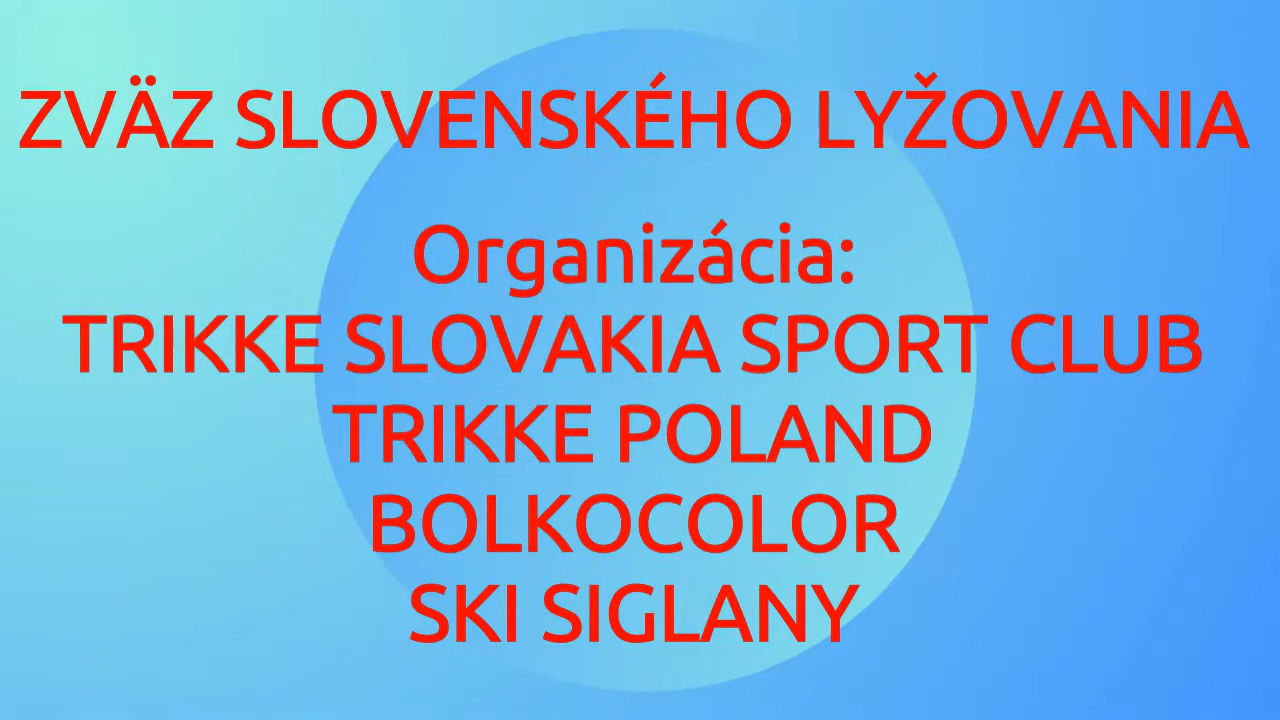 ZVÄZ SLOVENSKÉHO LYŽOVANIA
Organizácia:
TRIKKE SLOVAKIA SPORT CLUB
TRIKKE POLAND
BOLKOCOLOR
SKI SIGLANY